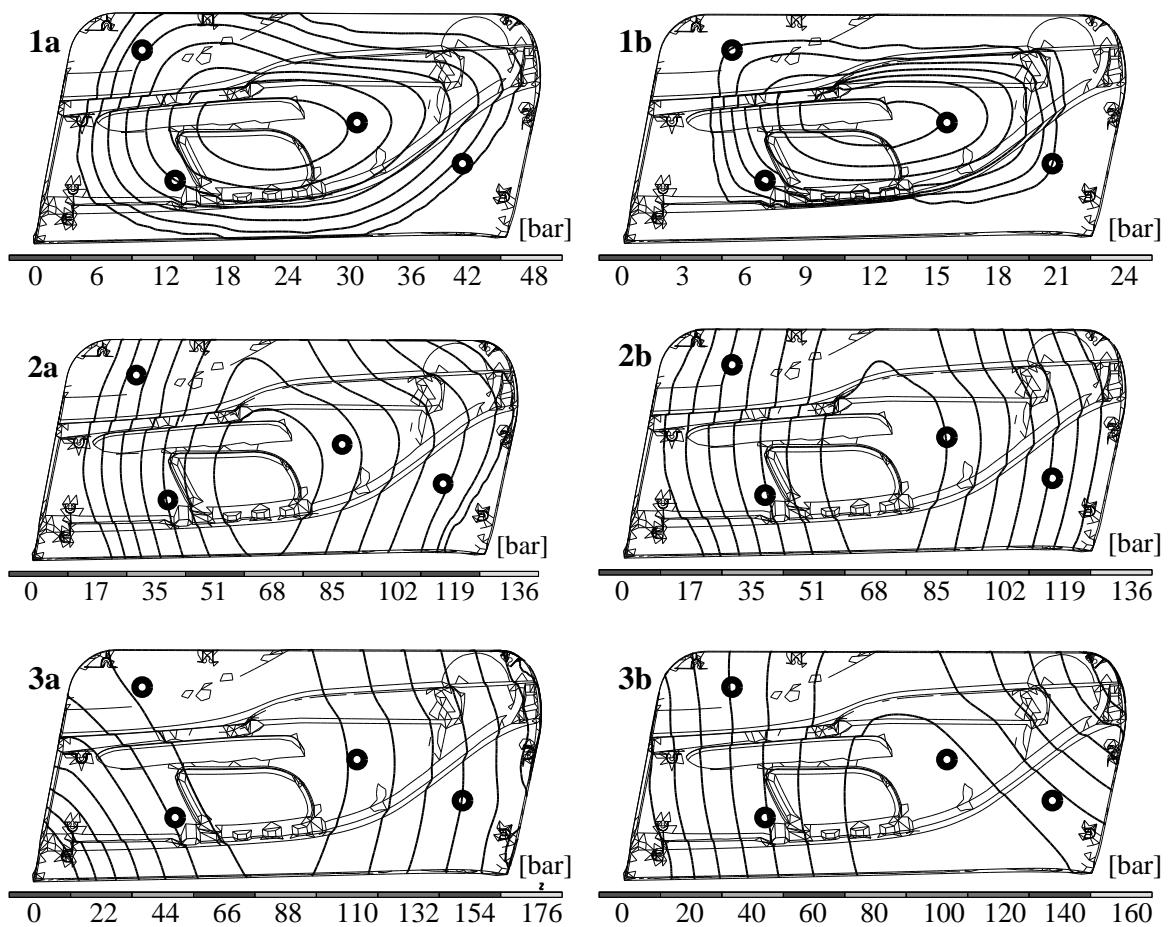 1a
[bar]
0 6 12 18 24 30 36 42 48
1b
[bar]
0 3 6 9 12 15 18 21 24
2a
[bar]
0 17 35 51 68 85 102 119 136
2b
[bar]
0 17 35 51 68 85 102 119 136
3a
[bar]
2
0 22 44 66 88 110 132 154 176
3b
[bar]
0 20 40 60 80 100 120 140 160